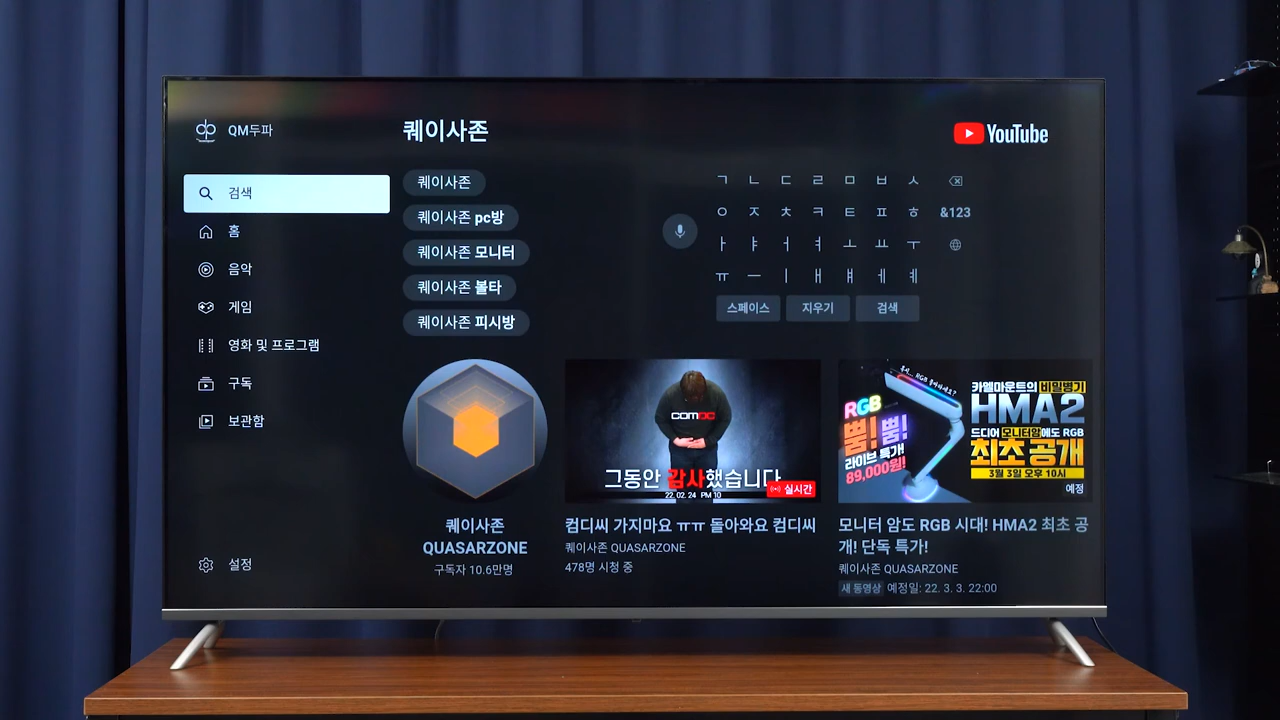 QM두파
퀘이사존
YouTube
검색
홈
음악
게임
영화 및 프로그램
구독
보관함
설정
퀘이사존
퀘이사존 pc방
퀘이사존 모니터
퀘이사존 볼타
퀘이사존 피시방
ㄱ ㄴ ㄷ ㄹ ㅁ ㅂ ㅅ
ㅇ ㅈ ㅊ ㅋ ㅌ ㅍ ㅎ &123
ㅏ ㅑ ㅓ ㅕ ㅗ ㅛ ㅜ
ㅠ ㅡ ㅣ ㅐ ㅒ ㅔ ㅖ
스페이스 지우기 검색
퀘이사존
QUASARZONE
구독자 10.6만명
COMPC
그동안 감사했습니다
22. 02. 24 PM 10
실시간
컴디씨 가지마요 ㅠㅠ 돌아와요 컴디씨
퀘이사존 QUASARZONE
478명 시청 중
RGB
뿜! 뿜!
라이브 특가!
89,000원!
카멜마운트의 비밀병기
HMA2
드디어 모니터암에도 RGB
최초 공개
3월 3일 오후 10시
예정
모니터 암도 RGB 시대! HMA2 최초 공
개! 단독 특가!
퀘이사존 QUASARZONE
새 동영상 예정일: 22. 3. 3. 22:00